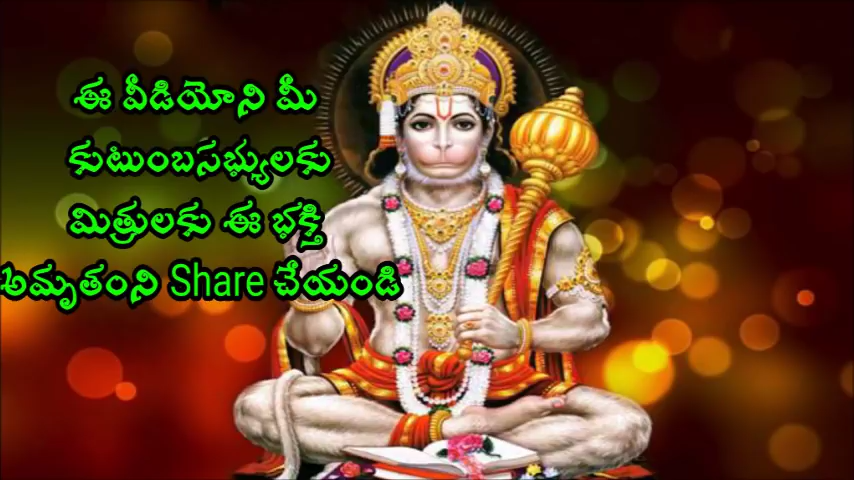 ఈ వీడియోని మీ
కుటుంబసభ్యులకు
మిత్రులకు ఈ భక్తి
అమృతంని Share చేయండి